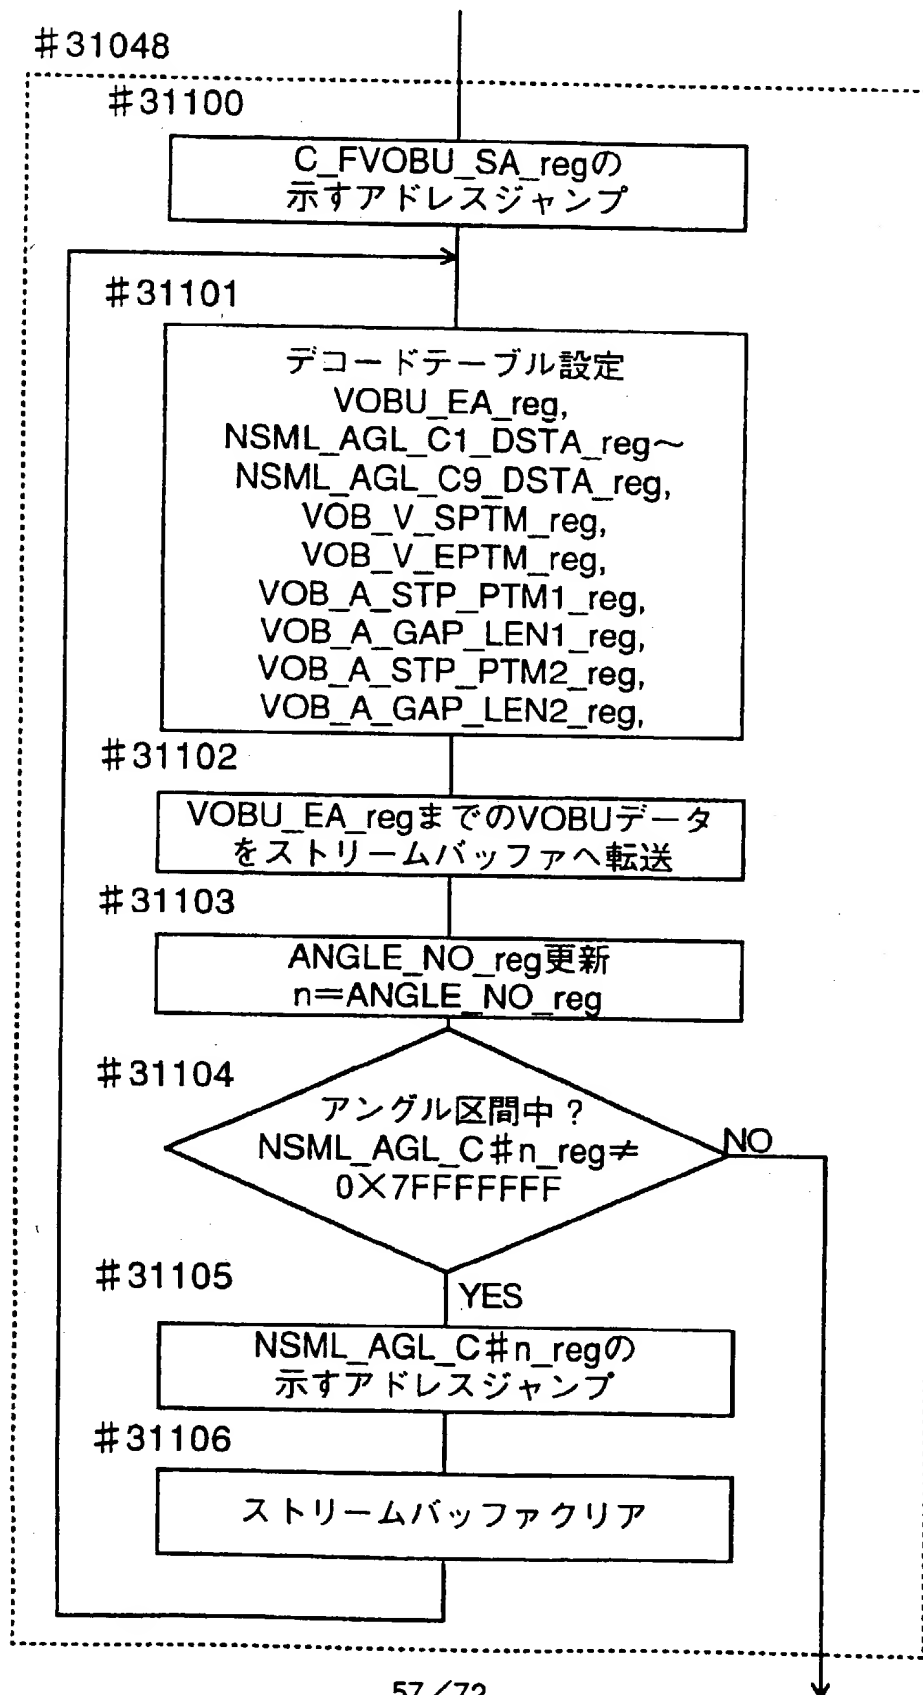 #31048
#31100
C_FVOBU_SA_regの
示すアドレスジャンプ
#31101
デコードテーブル設定
VOBU_EA_reg,
NSML_AGL_C1_DSTA_reg～
NSML_AGL_C9_DSTA_reg,
VOB_V_SPTM_reg,
VOB_V_EPTM_reg,
VOB_A_STP_PTM1_reg,
VOB_A_GAP_LEN1_reg,
VOB_A_STP_PTM2_reg,
VOB_A_GAP_LEN2_reg,
#31102
VOBU_EA_regまでのVOBUデータ
をストリームバッファへ転送
#31103
ANGLE_NO_reg更新
n＝ANGLE_NO_reg
#31104
アングル区間中？
NSML_AGL_C#n_reg≠
0×7FFFFFFF
NO
#31105
YES
NSML_AGL_C#n_regの
示すアドレスジャンプ
#31106
ストリームバッファクリア
57/72